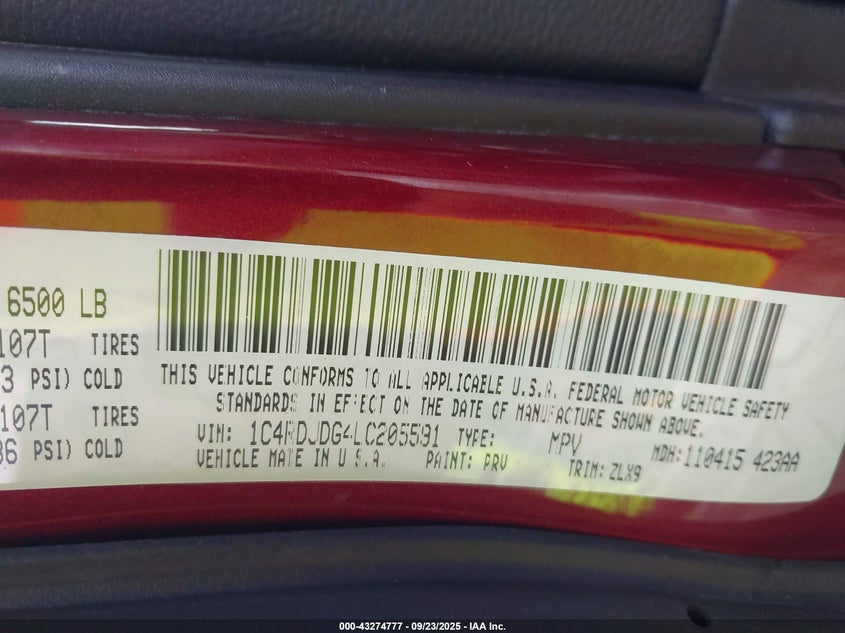 6500 LB
107T TIRES
3 PSI) COLD
107T TIRES
36 PSI) COLD
THIS VEHICLE CONFORMS TO ALL APPLICABLE U.S.A. FEDERAL MOTOR VEHICLE SAFETY
STANDARDS IN EFFECT ON THE DATE OF MANUFACTURE SHOWN ABOVE.
VIN: 1C4RDJDG4LC205591 TYPE: MPV MDH:110415 423AA
VEHICLE MADE IN U.S.A. PAINT: PRV TRIM: ZLX9
000-43274777 - 09/23/2025 - IAA Inc.